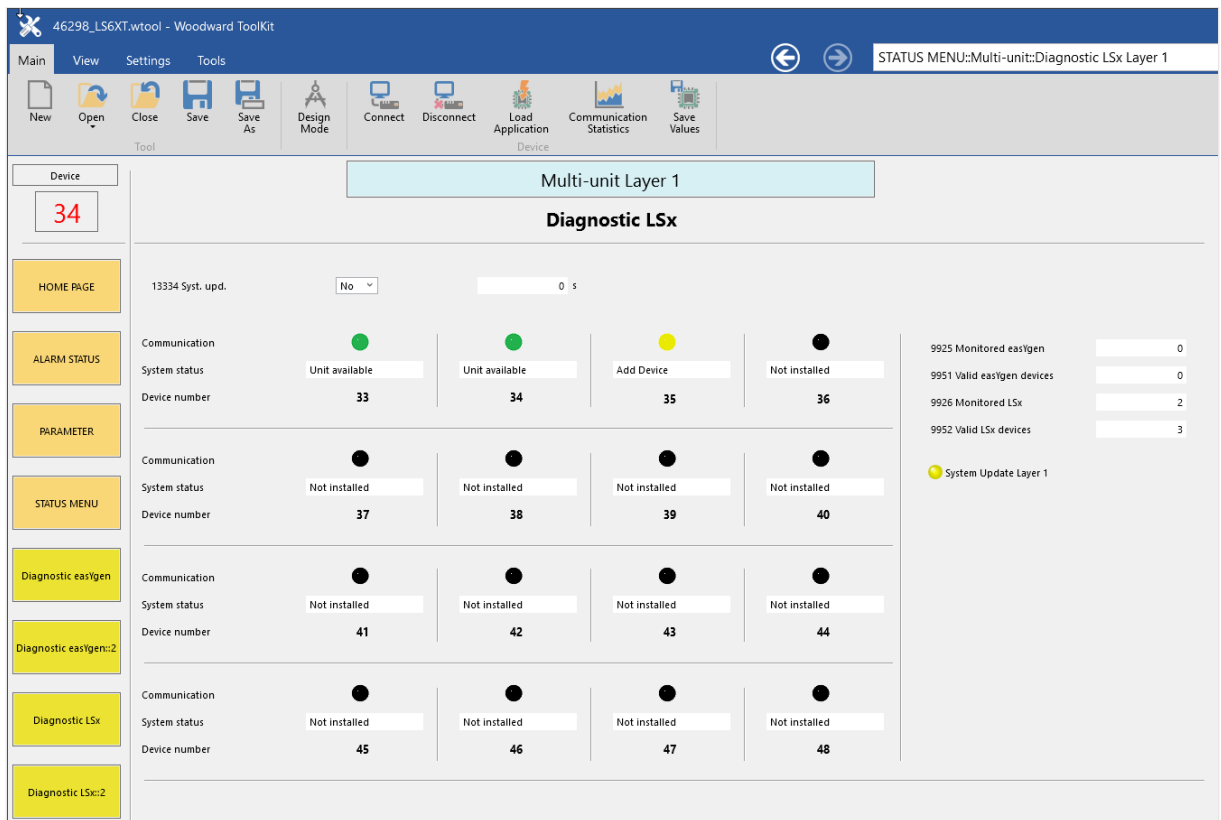 46298_LS6XT.wtool - Woodward ToolKit
Main View Settings Tools
STATUS MENU::Multi-unit::Diagnostic LSx Layer 1
New Open Close Save Save As Design Mode Connect Disconnect Load Application Communication Statistics Save Values
Tool Device
Device
34
HOME PAGE
ALARM STATUS
PARAMETER
STATUS MENU
Diagnostic easYgen
Diagnostic easYgen::2
Diagnostic LSx
Diagnostic LSx::2
Multi-unit Layer 1
Diagnostic LSx
13334 Syst. upd. No 0 s
Communication
System status Unit available Unit available Add Device Not installed
Device number 33 34 35 36
Communication
System status Not installed Not installed Not installed Not installed
Device number 37 38 39 40
Communication
System status Not installed Not installed Not installed Not installed
Device number 41 42 43 44
Communication
System status Not installed Not installed Not installed Not installed
Device number 45 46 47 48
9925 Monitored easYgen 0
9951 Valid easYgen devices 0
9926 Monitored LSx 2
9952 Valid LSx devices 3
System Update Layer 1